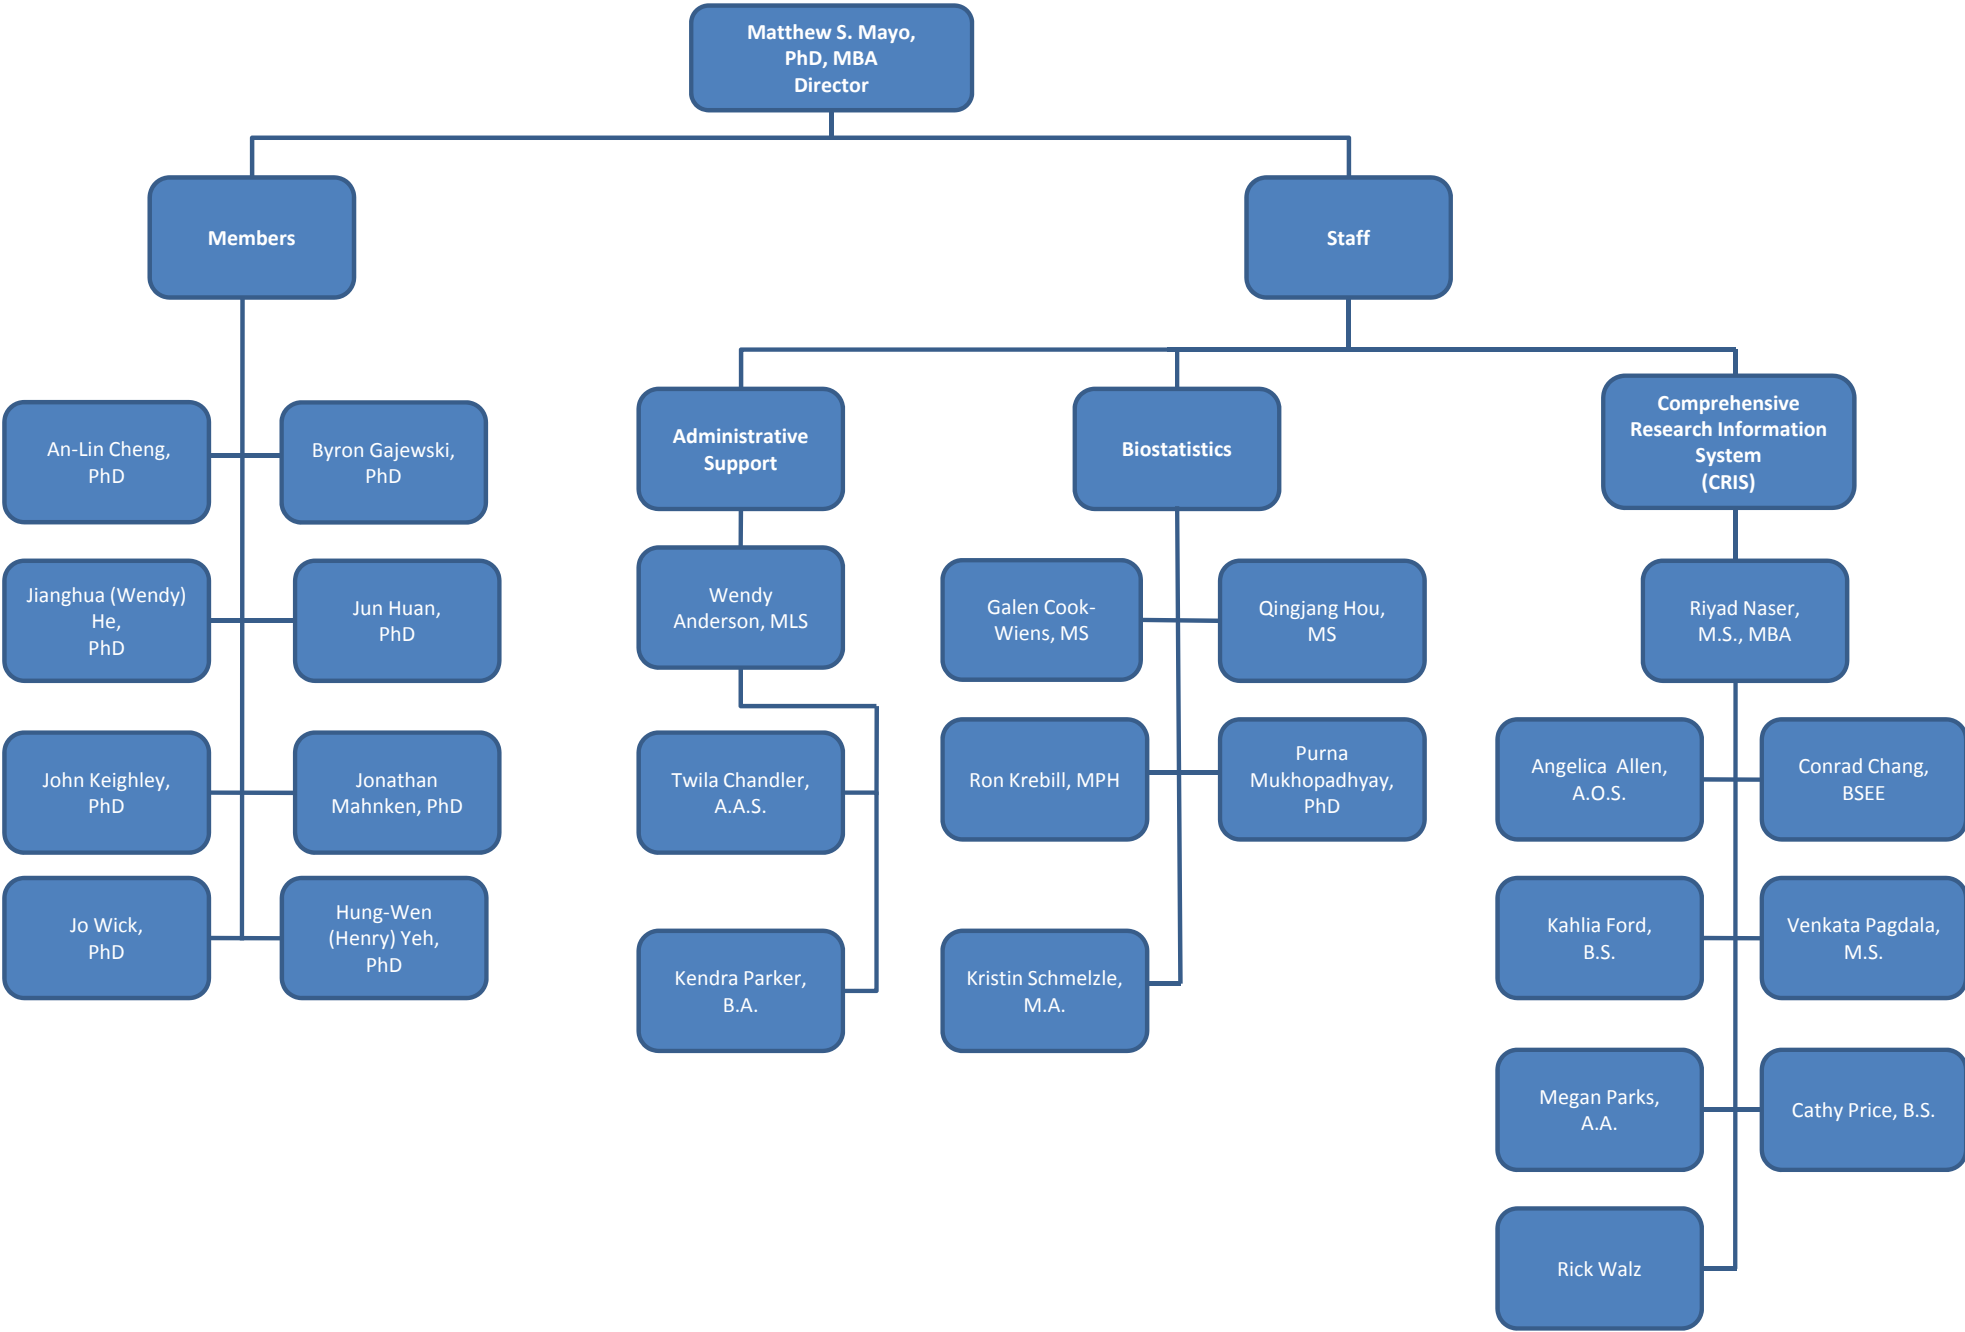 Matthew S. Mayo,
PhD, MBA
Director
Members
Staff
An-Lin Cheng,
PhD
Byron Gajewski,
PhD
Jianghua (Wendy)
He,
PhD
Jun Huan,
PhD
John Keighley,
PhD
Jonathan
Mahnken, PhD
Jo Wick,
PhD
Hung-Wen
(Henry) Yeh,
PhD
Administrative
Support
Wendy
Anderson, MLS
Twila Chandler,
A.A.S.
Kendra Parker,
B.A.
Biostatistics
Galen Cook-
Wiens, MS
Qingjang Hou,
MS
Ron Krebill, MPH
Purna
Mukhopadhyay,
PhD
Kristin Schmelzle,
M.A.
Comprehensive
Research Information
System
(CRIS)
Riyad Naser,
M.S., MBA
Angelica Allen,
A.O.S.
Conrad Chang,
BSEE
Kahlia Ford,
B.S.
Venkata Pagdala,
M.S.
Megan Parks,
A.A.
Cathy Price, B.S.
Rick Walz